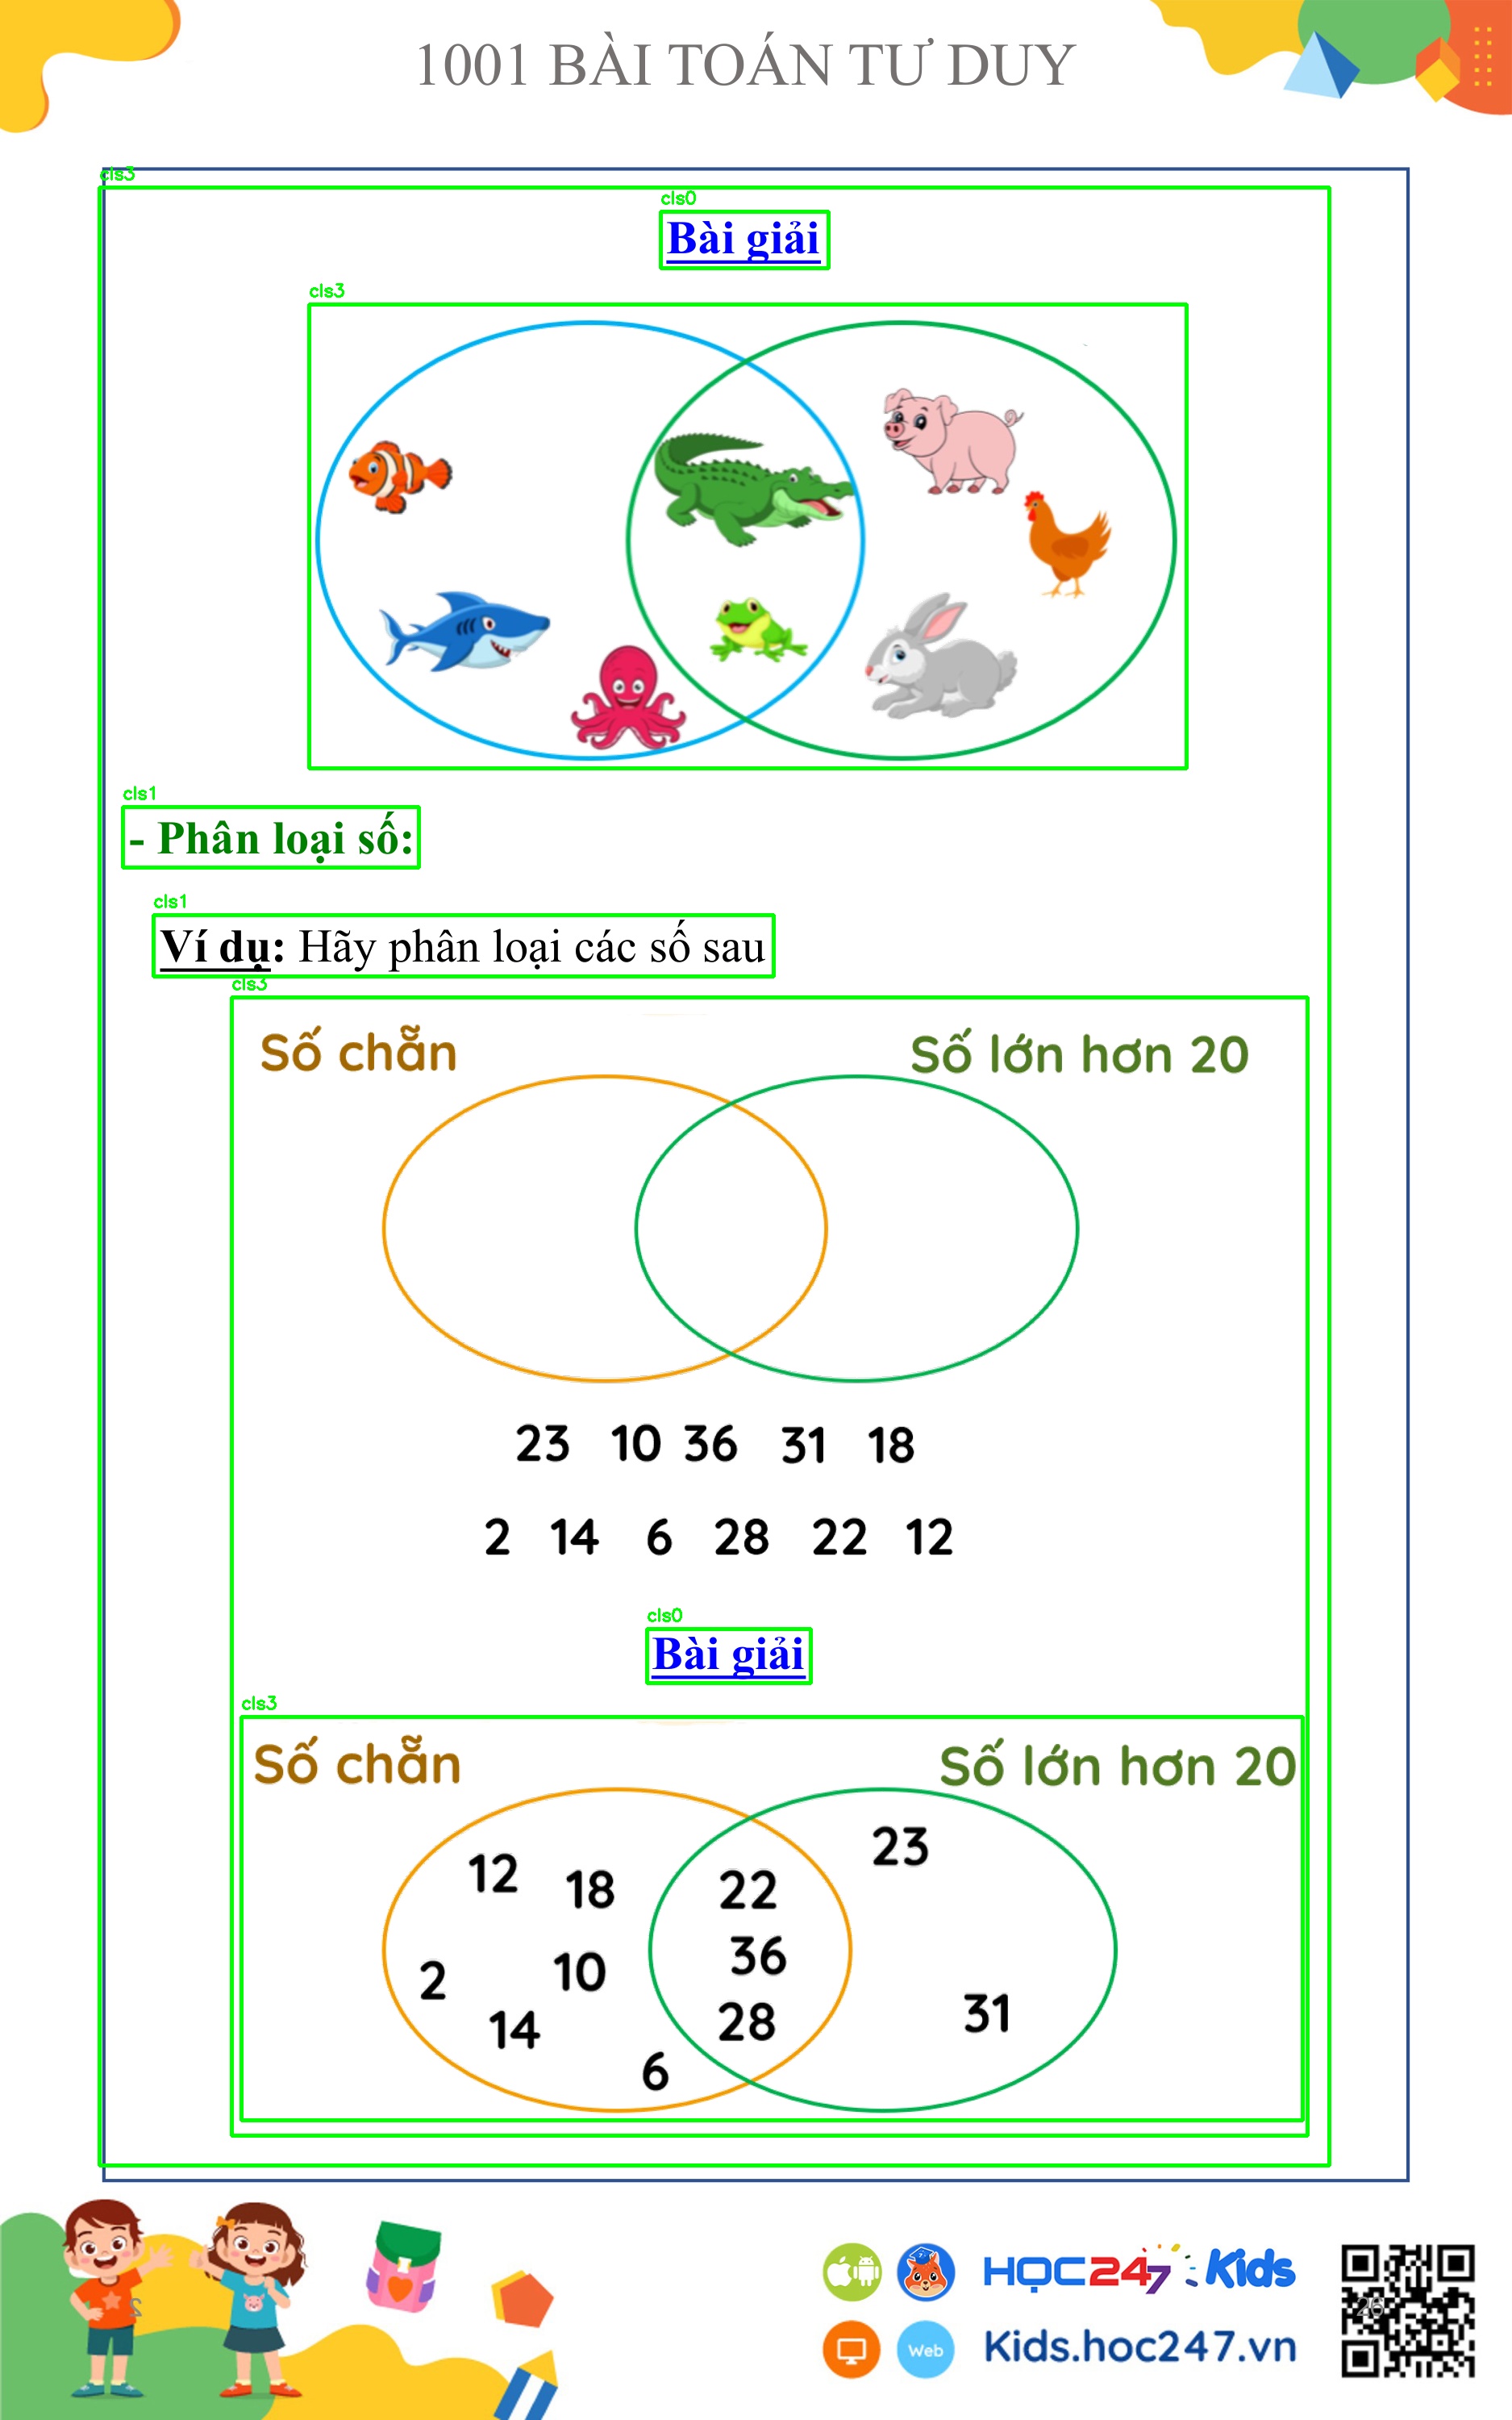 1001 BÀI TOÁN TƯ DUY
cls3
cls0
Bài giải
cls3
cls1
- Phân loại số:
cls1
Ví dụ: Hãy phân loại các số sau
cls3
Số chẵn Số lớn hơn 20
23 10 36 31 18
2 14 6 28 22 12
cls0
Bài giải
cls3
Số chẵn Số lớn hơn 20
23
12 18 22
36
2 10
28 31
14
6
HỌC247 Kids
26
2
Web Kids.hoc247.vn